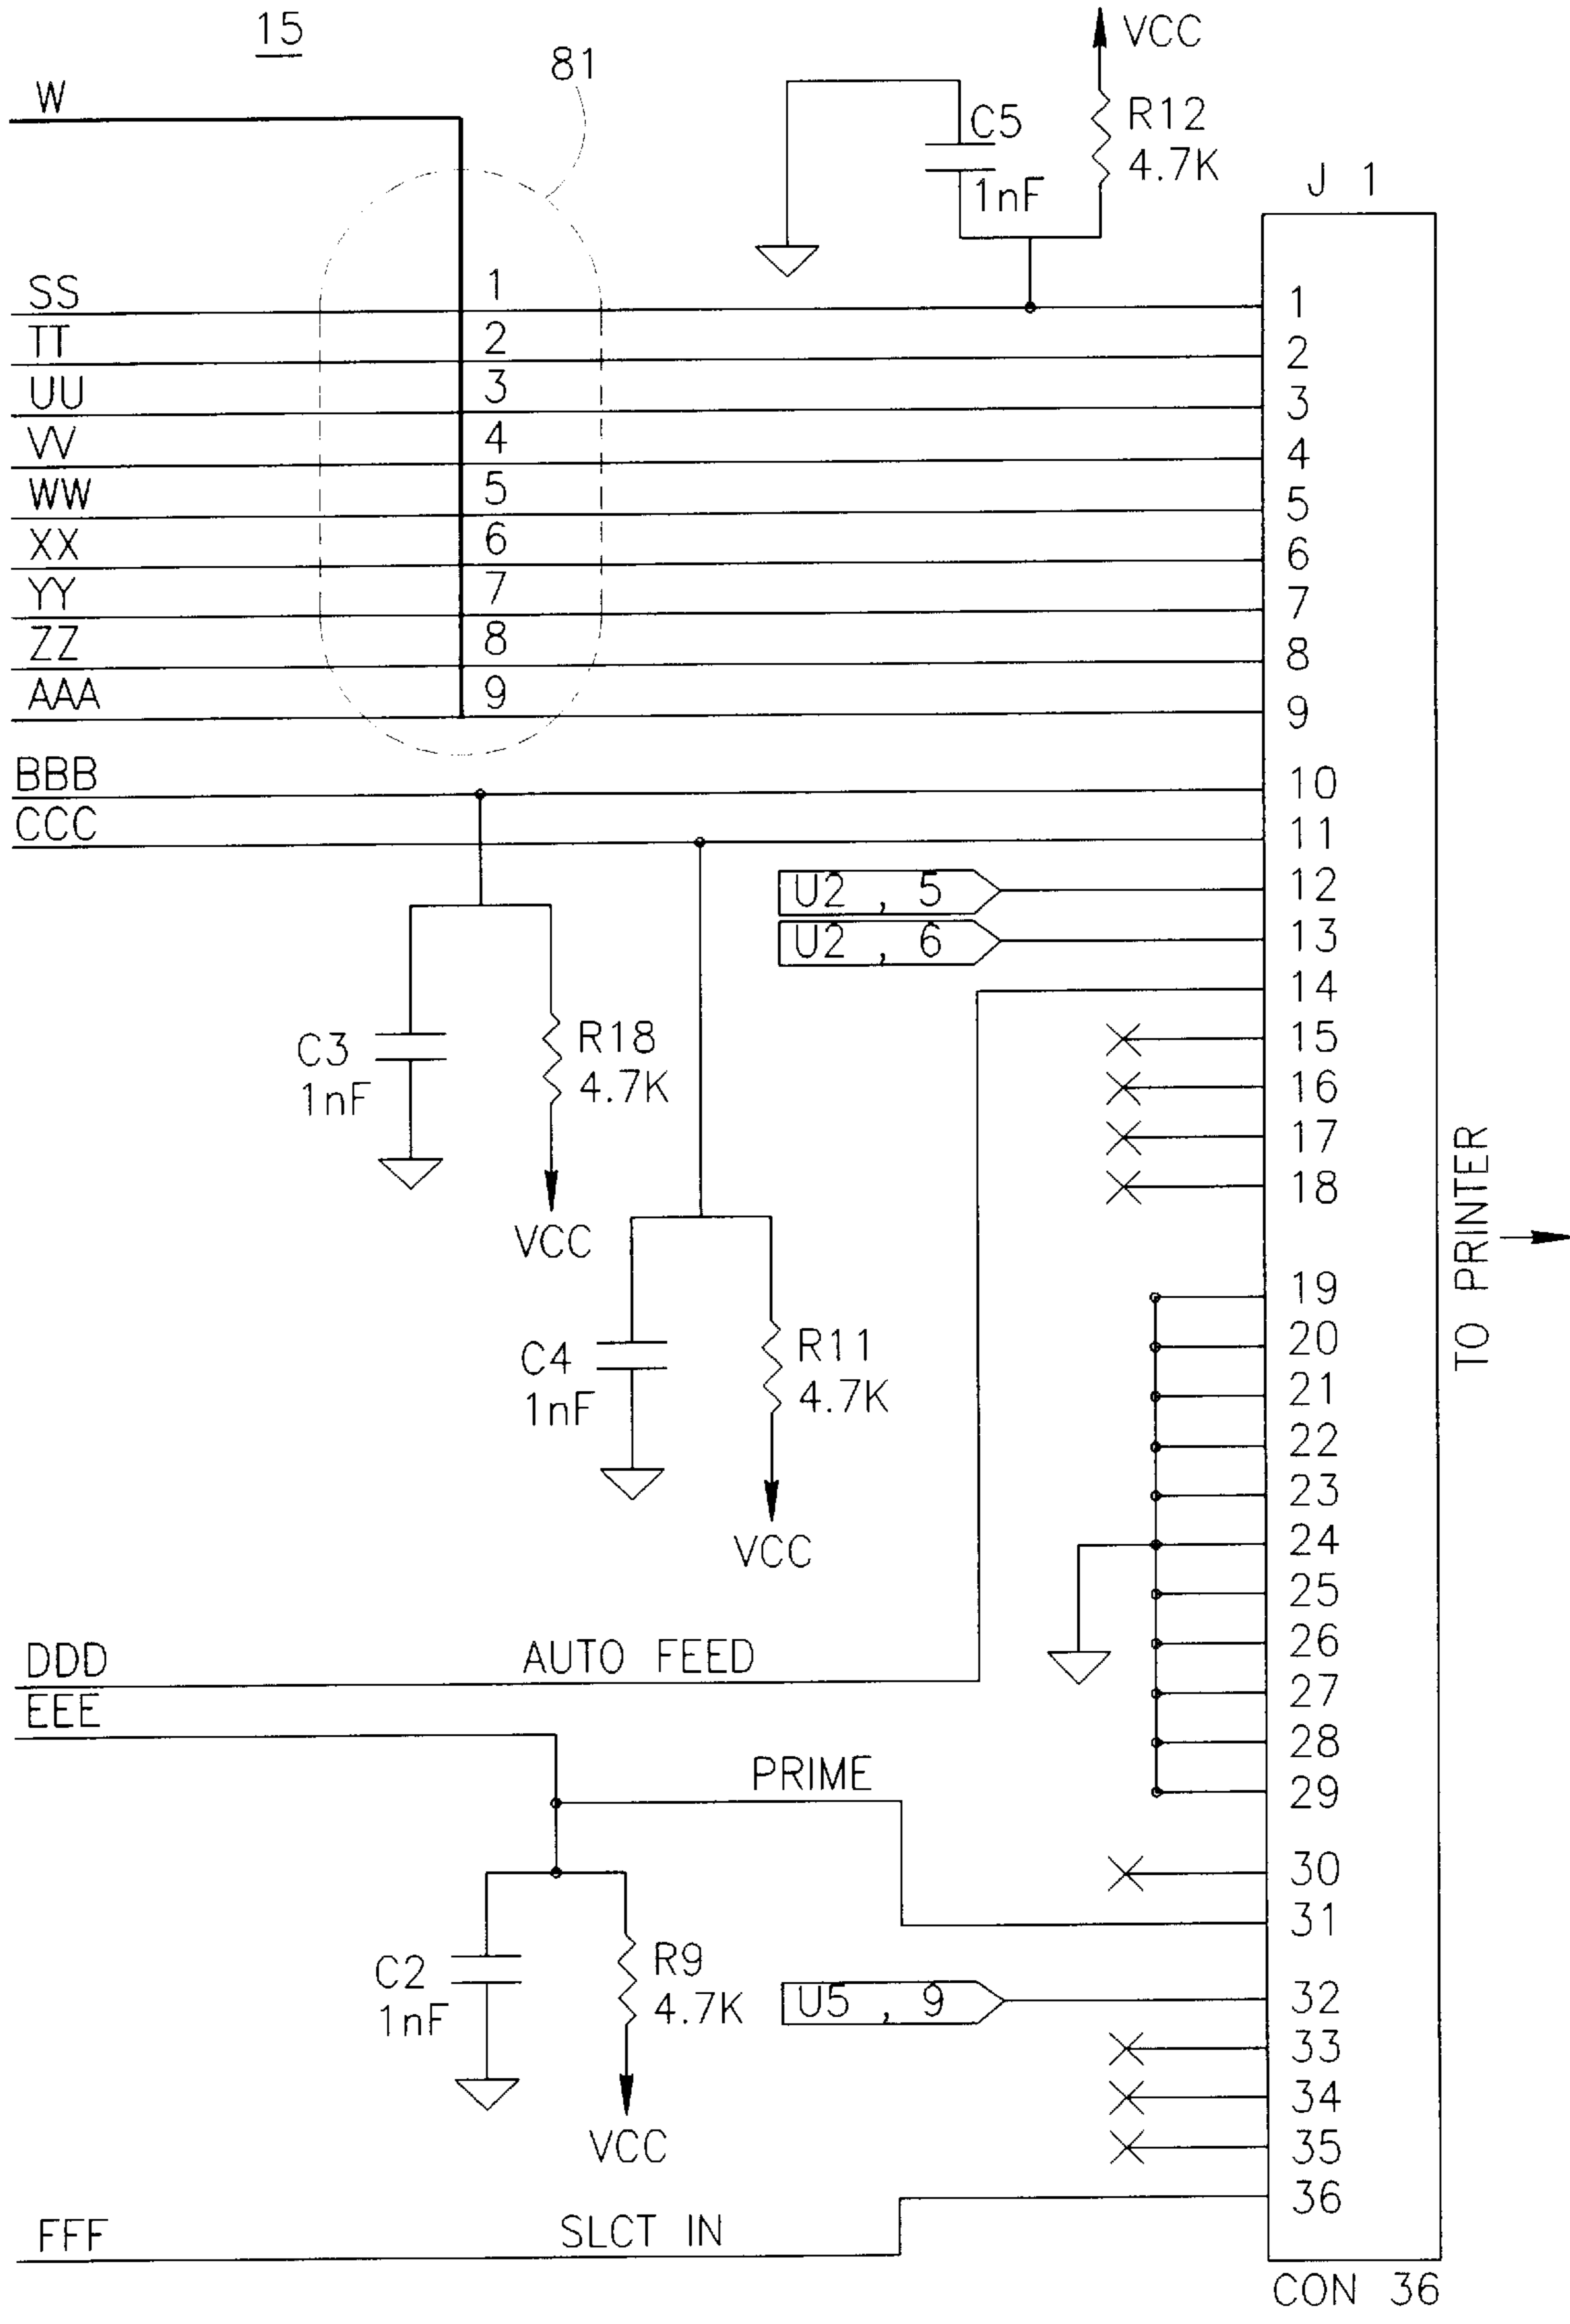 15
VCC
W
81
C5
1nF
R12
4.7K
J 1
SS 1 1
TT 2 2
UU 3 3
VV 4 4
WW 5 5
XX 6 6
YY 7 7
ZZ 8 8
AAA 9 9
BBB 10
CCC 11
U2 , 5 12
U2 , 6 13
14
C3
1nF
R18
4.7K
VCC
15
16
17
18
TO PRINTER
C4
1nF
R11
4.7K
VCC
19
20
21
22
23
24
25
26
27
28
29
DDD AUTO FEED
EEE
PRIME
30
31
C2
1nF
R9
4.7K
VCC
U5 , 9 32
33
34
35
36
FFF SLCT IN
CON 36